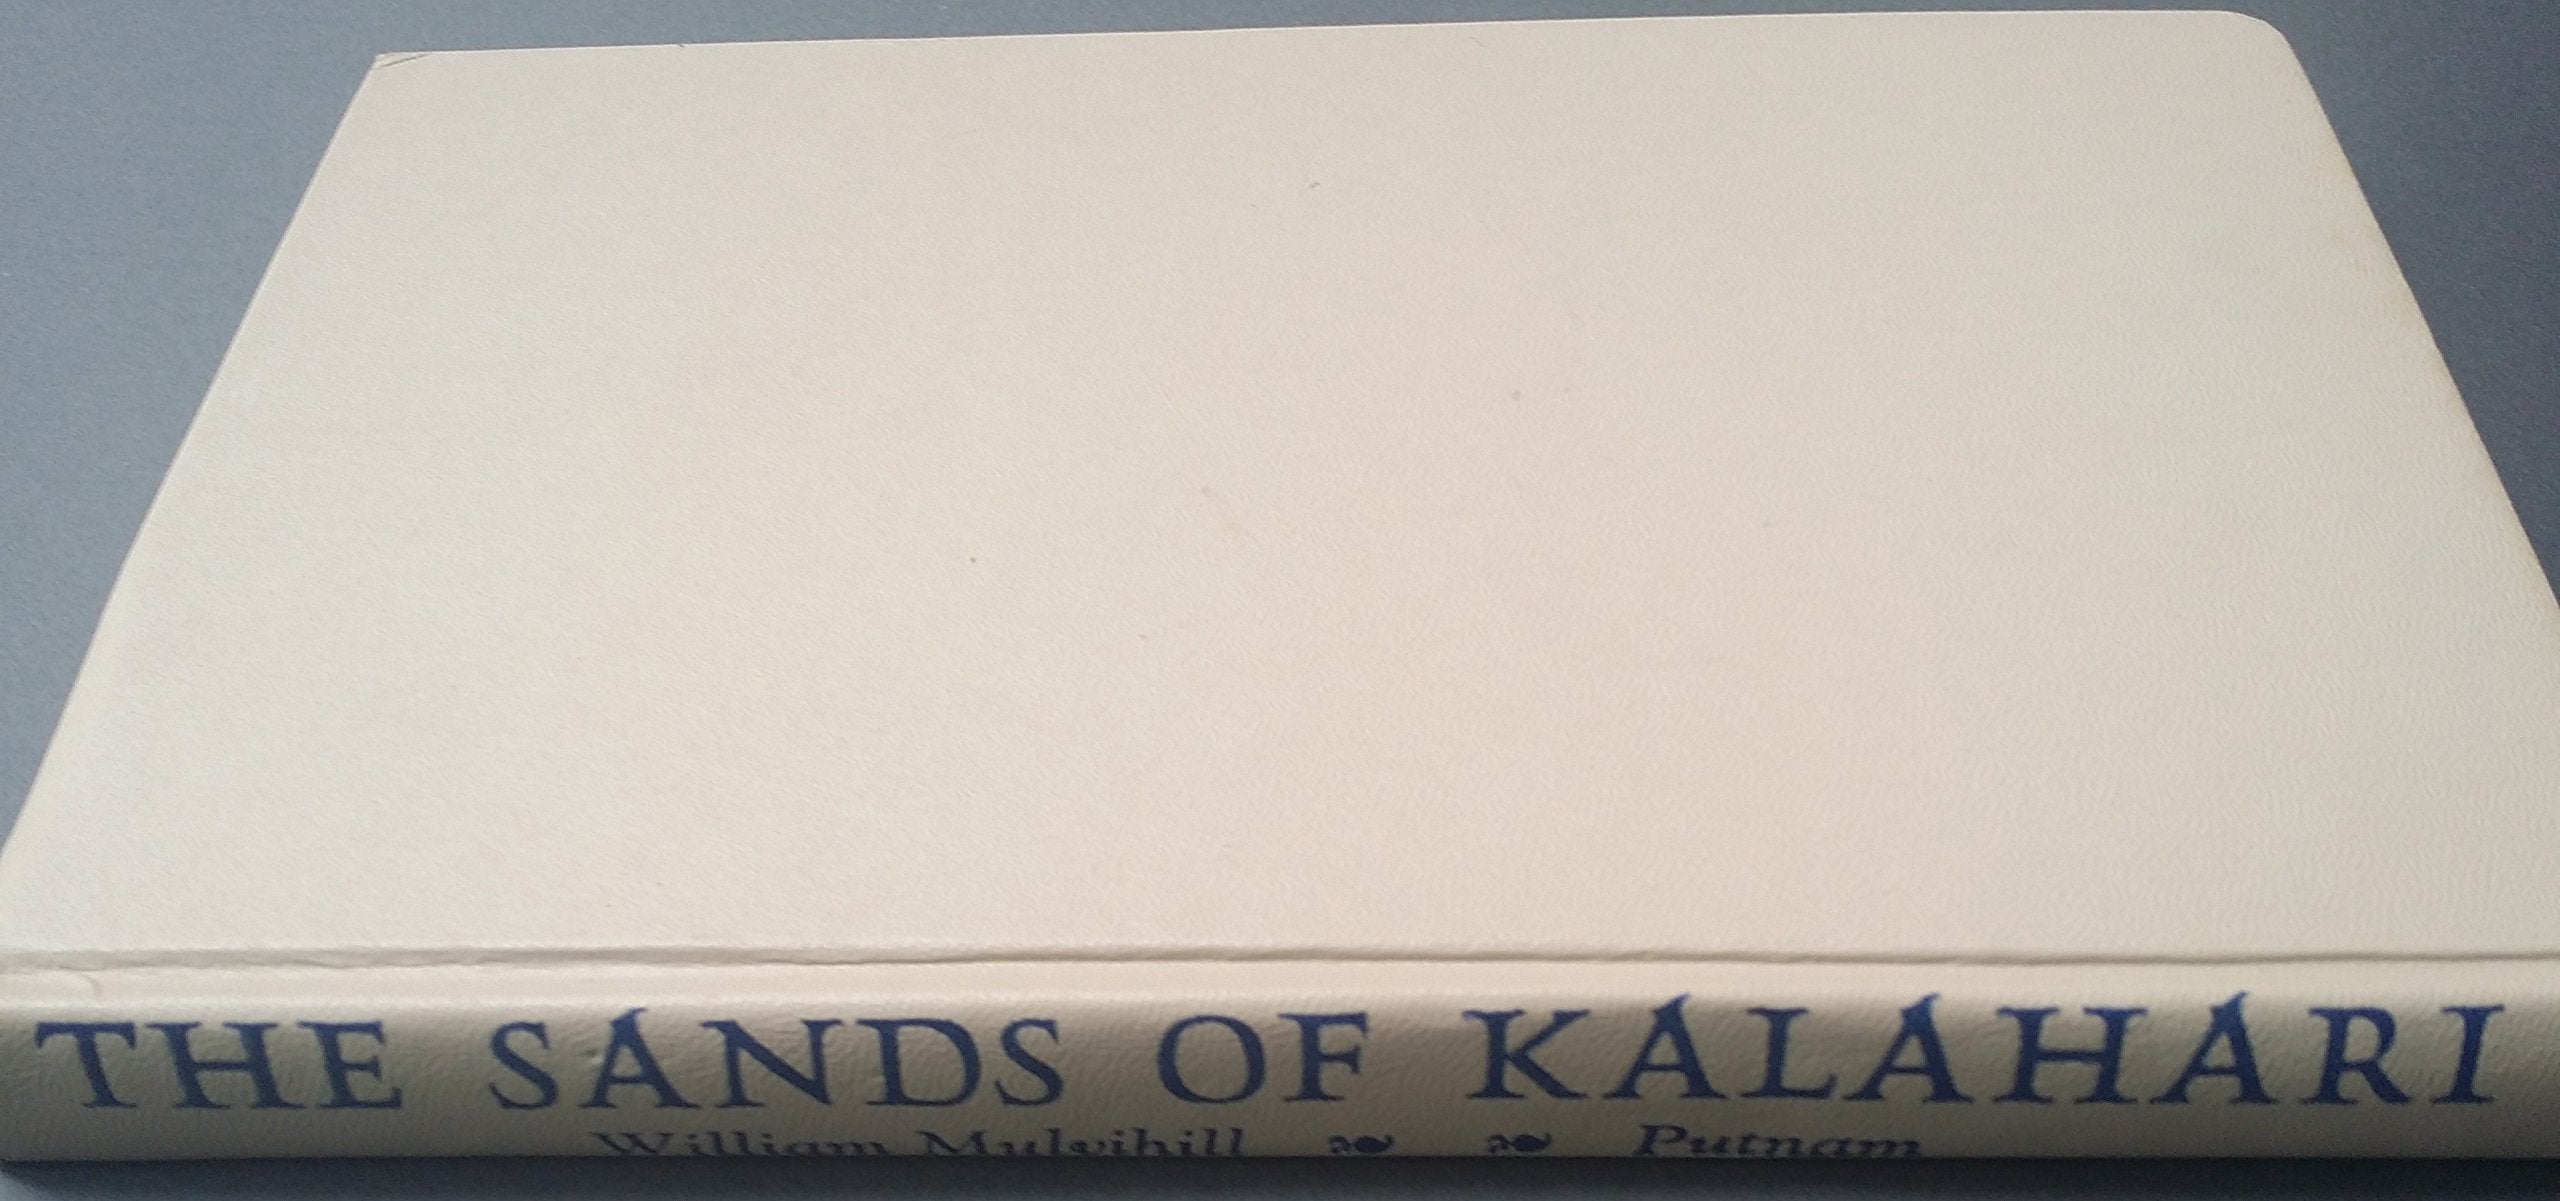 THE SANDS OF KALAHARI
William Mulvihill Putnam